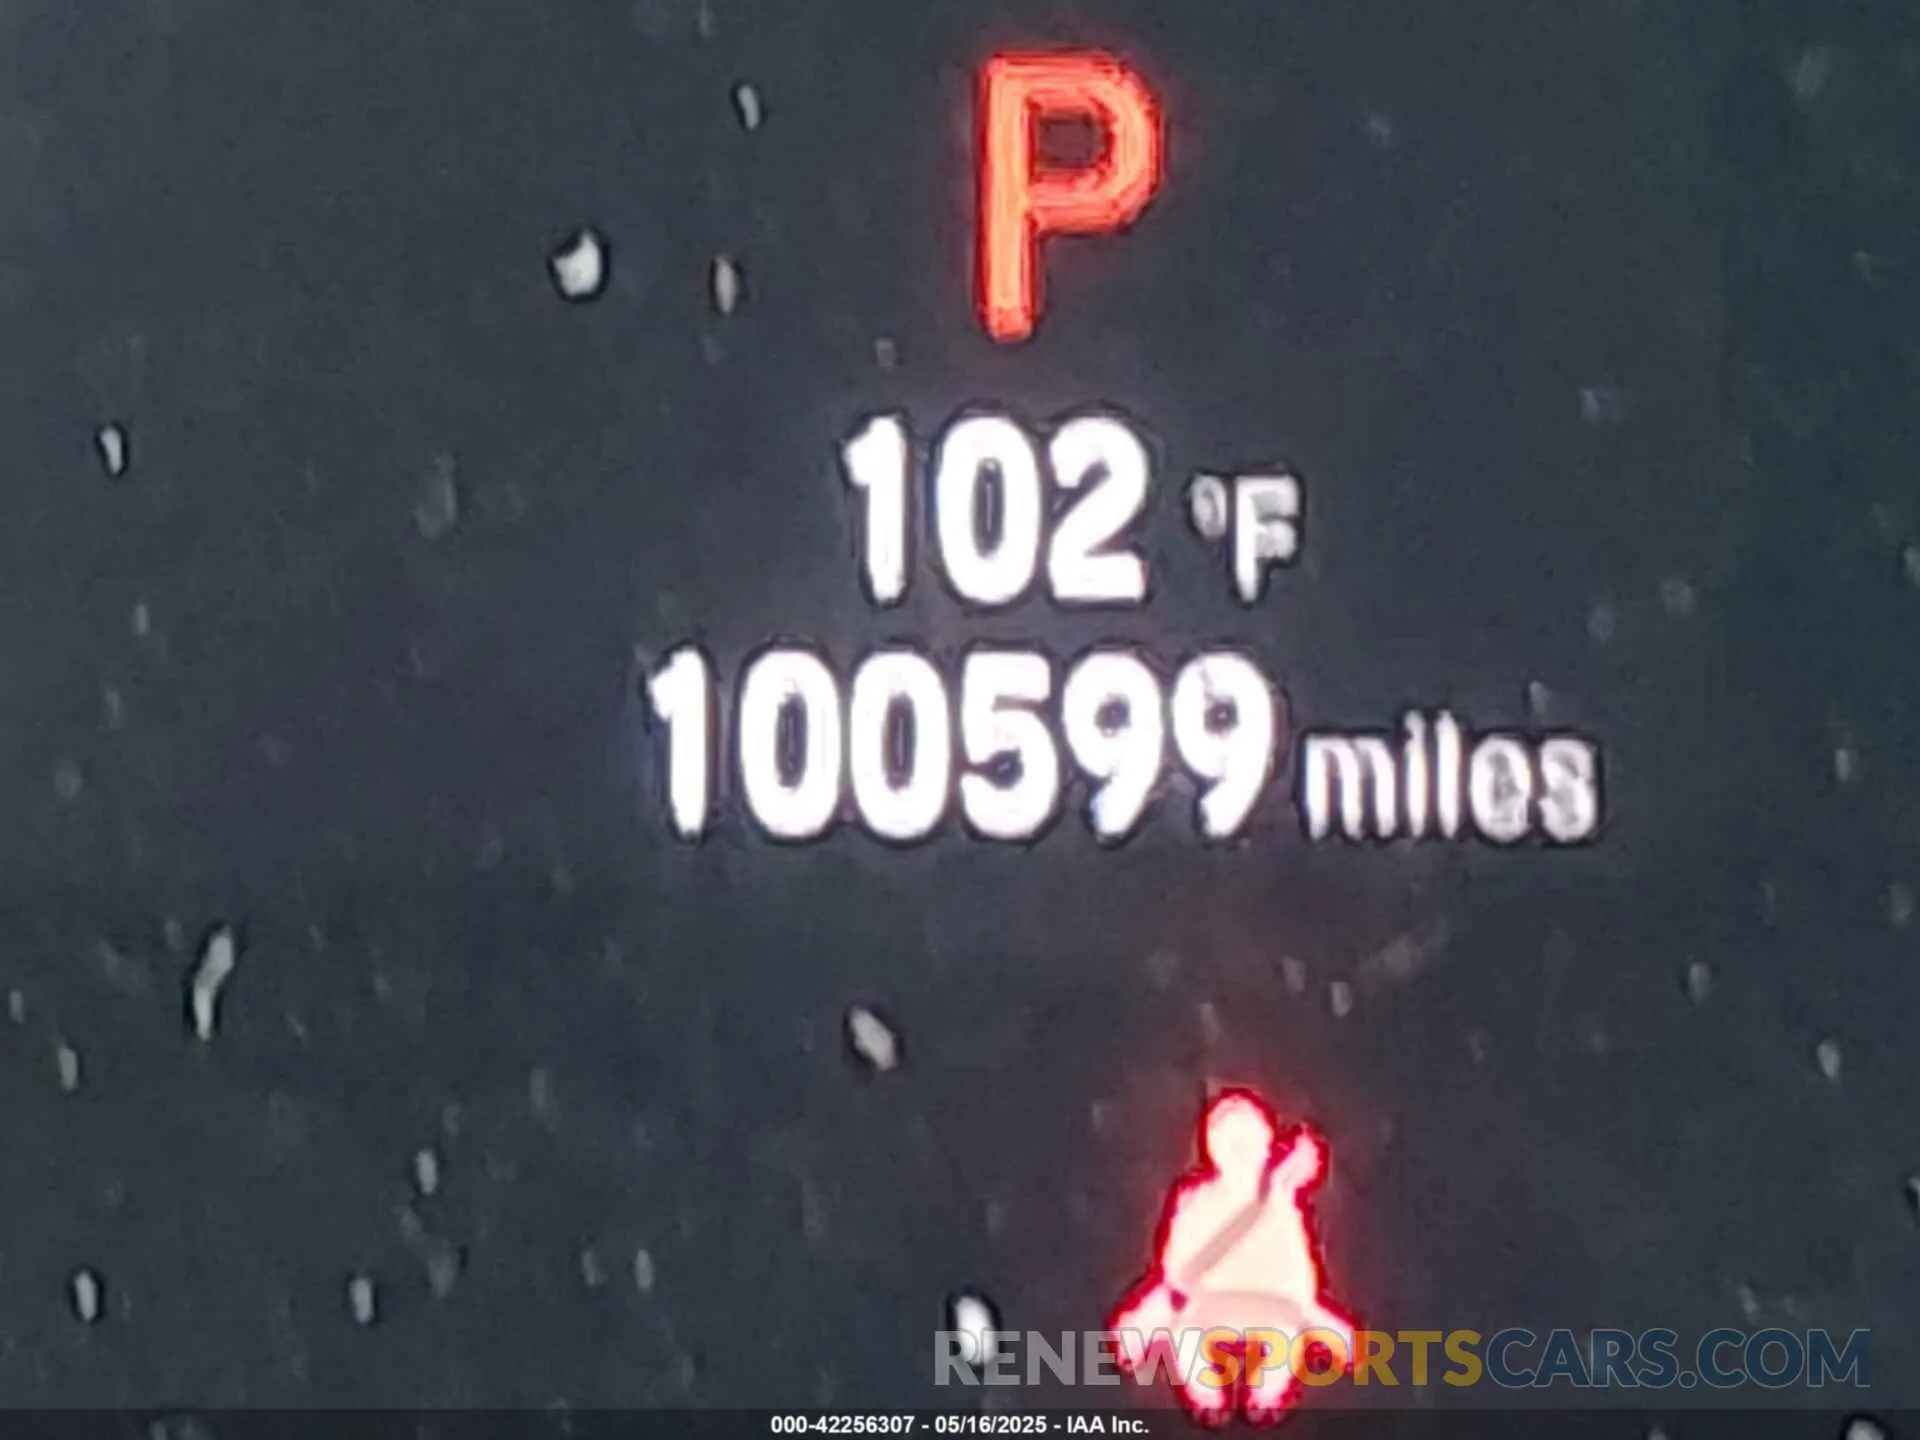 P
102 °F
100599 miles
RENEWSPORTSCARS.COM
000-42256307 - 05/16/2025 - IAA Inc.